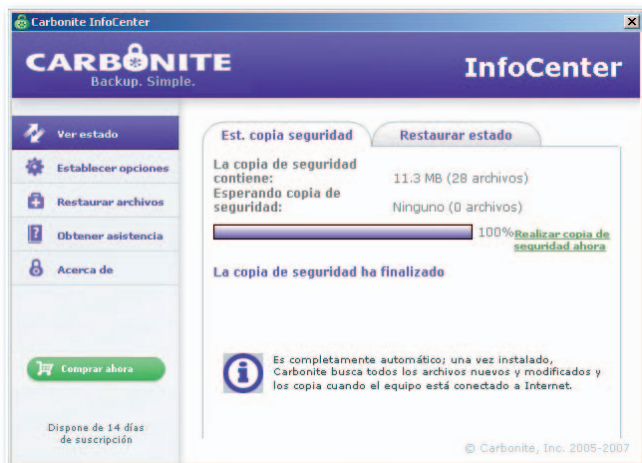 Carbonite InfoCenter
CARBONITE
Backup. Simple.
InfoCenter
Ver estado
Establecer opciones
Restaurar archivos
Obtener asistencia
Acerca de
Comprar ahora
Dispone de 14 días
de suscripción
Est. copia seguridad
Restaurar estado
La copia de seguridad
contiene:
11.3 MB (28 archivos)
Esperando copia de
seguridad:
Ninguno (0 archivos)
100%
Realizar copia de
seguridad ahora
La copia de seguridad ha finalizado
Es completamente automático; una vez instalado,
Carbonite busca todos los archivos nuevos y modificados y
los copia cuando el equipo está conectado a Internet.
© Carbonite, Inc. 2005-2007